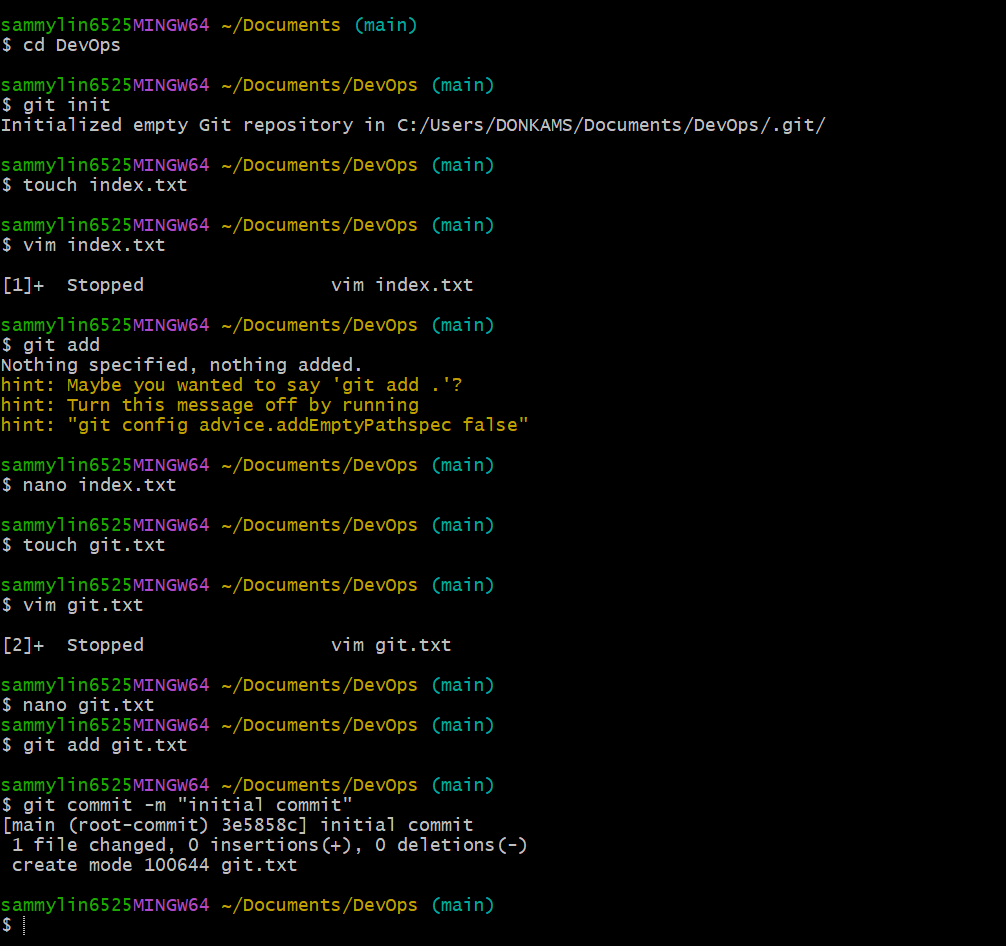 sammylin6525MINGW64 ~/Documents (main)
$ cd DevOps
sammylin6525MINGW64 ~/Documents/DevOps (main)
$ git init
Initialized empty Git repository in C:/Users/DONKAMS/Documents/DevOps/.git/
sammylin6525MINGW64 ~/Documents/DevOps (main)
$ touch index.txt
sammylin6525MINGW64 ~/Documents/DevOps (main)
$ vim index.txt
[1]+  Stopped                 vim index.txt
sammylin6525MINGW64 ~/Documents/DevOps (main)
$ git add
Nothing specified, nothing added.
hint: Maybe you wanted to say 'git add .'?
hint: Turn this message off by running
hint: "git config advice.addEmptyPathspec false"
sammylin6525MINGW64 ~/Documents/DevOps (main)
$ nano index.txt
sammylin6525MINGW64 ~/Documents/DevOps (main)
$ touch git.txt
sammylin6525MINGW64 ~/Documents/DevOps (main)
$ vim git.txt
[2]+  Stopped                 vim git.txt
sammylin6525MINGW64 ~/Documents/DevOps (main)
$ nano git.txt
sammylin6525MINGW64 ~/Documents/DevOps (main)
$ git add git.txt
sammylin6525MINGW64 ~/Documents/DevOps (main)
$ git commit -m "initial commit"
[main (root-commit) 3e5858c] initial commit
 1 file changed, 0 insertions(+), 0 deletions(-)
 create mode 100644 git.txt
sammylin6525MINGW64 ~/Documents/DevOps (main)
$